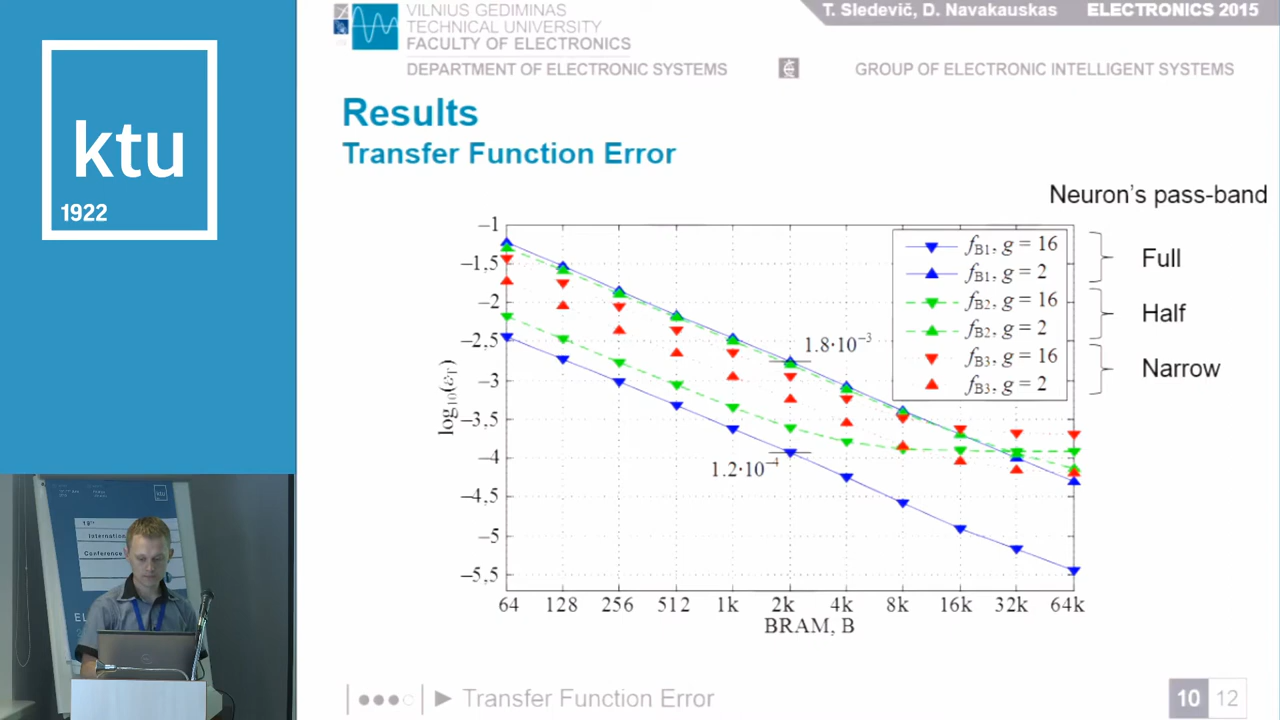 ktu
1922
VILNIUS GEDIMINAS
TECHNICAL UNIVERSITY
FACULTY OF ELECTRONICS
DEPARTMENT OF ELECTRONIC SYSTEMS
GROUP OF ELECTRONIC INTELLIGENT SYSTEMS
T. Sledevič, D. Navakauskas ELECTRONICS 2015
Results
Transfer Function Error
Neuron's pass-band
f_B1, g = 16
f_B1, g = 2
Full
f_B2, g = 16
f_B2, g = 2
Half
f_B3, g = 16
f_B3, g = 2
Narrow
log10(εT)
−1
−1,5
−2
−2,5
−3
−3,5
−4
−4,5
−5
−5,5
1.8·10⁻³
1.2·10⁻⁴
64 128 256 512 1k 2k 4k 8k 16k 32k 64k
BRAM, B
Transfer Function Error
10 12
19th
International
Conference